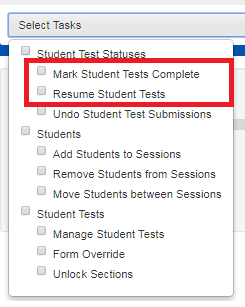 Select Tasks
Student Test Statuses
Mark Student Tests Complete
Resume Student Tests
Undo Student Test Submissions
Students
Add Students to Sessions
Remove Students from Sessions
Move Students between Sessions
Student Tests
Manage Student Tests
Form Override
Unlock Sections